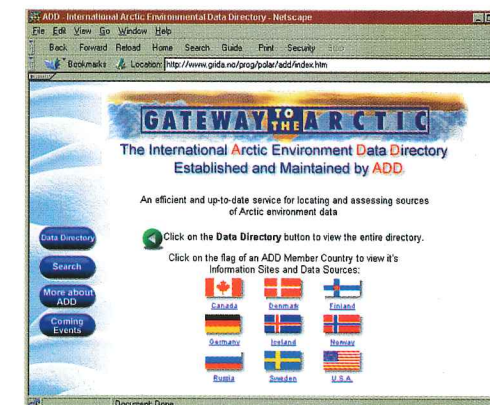 ADD - International Arctic Environmental Data Directory - Netscape
File Edit View Go Window Help
Back Forward Reload Home Search Guide Print Security Stop
Bookmarks Location: http://www.grida.no/prog/polar/add/index.htm
GATEWAY TO THE ARCTIC
The International Arctic Environment Data Directory
Established and Maintained by ADD
An efficient and up-to-date service for locating and assessing sources
of Arctic environment data
Click on the Data Directory button to view the entire directory.
Click on the flag of an ADD Member Country to view it's
Information Sites and Data Sources:
Data Directory
Search
More about
ADD
Coming
Events
Canada Denmark Finland
Germany Iceland Norway
Russia Sweden U.S.A.
Document: Done